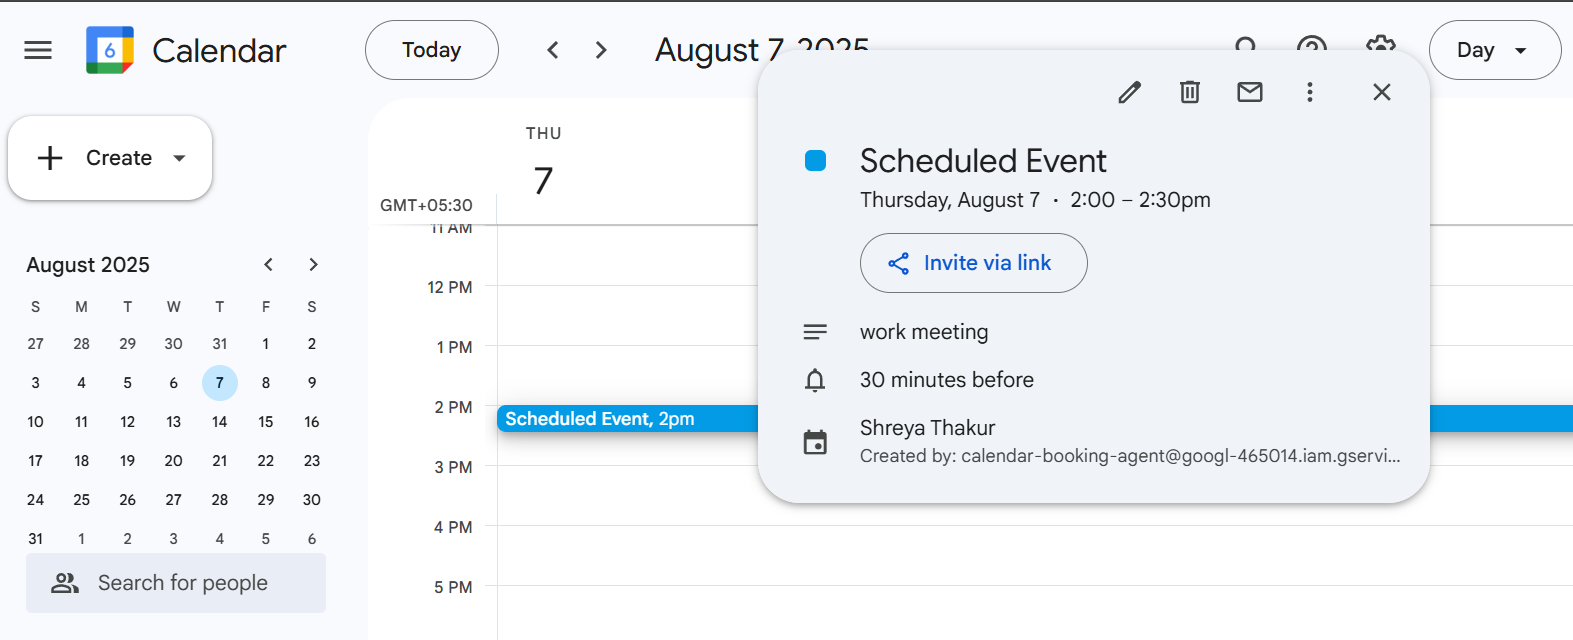 6 Calendar
Today
August 7, 2025
Day
Create
THU
7
GMT+05:30
August 2025
S M T W T F S
27 28 29 30 31 1 2
3 4 5 6 7 8 9
10 11 12 13 14 15 16
17 18 19 20 21 22 23
24 25 26 27 28 29 30
31 1 2 3 4 5 6
Search for people
11 AM
12 PM
1 PM
2 PM
3 PM
4 PM
5 PM
Scheduled Event, 2pm
Scheduled Event
Thursday, August 7 · 2:00 – 2:30pm
Invite via link
work meeting
30 minutes before
Shreya Thakur
Created by: calendar-booking-agent@googl-465014.iam.gservi...